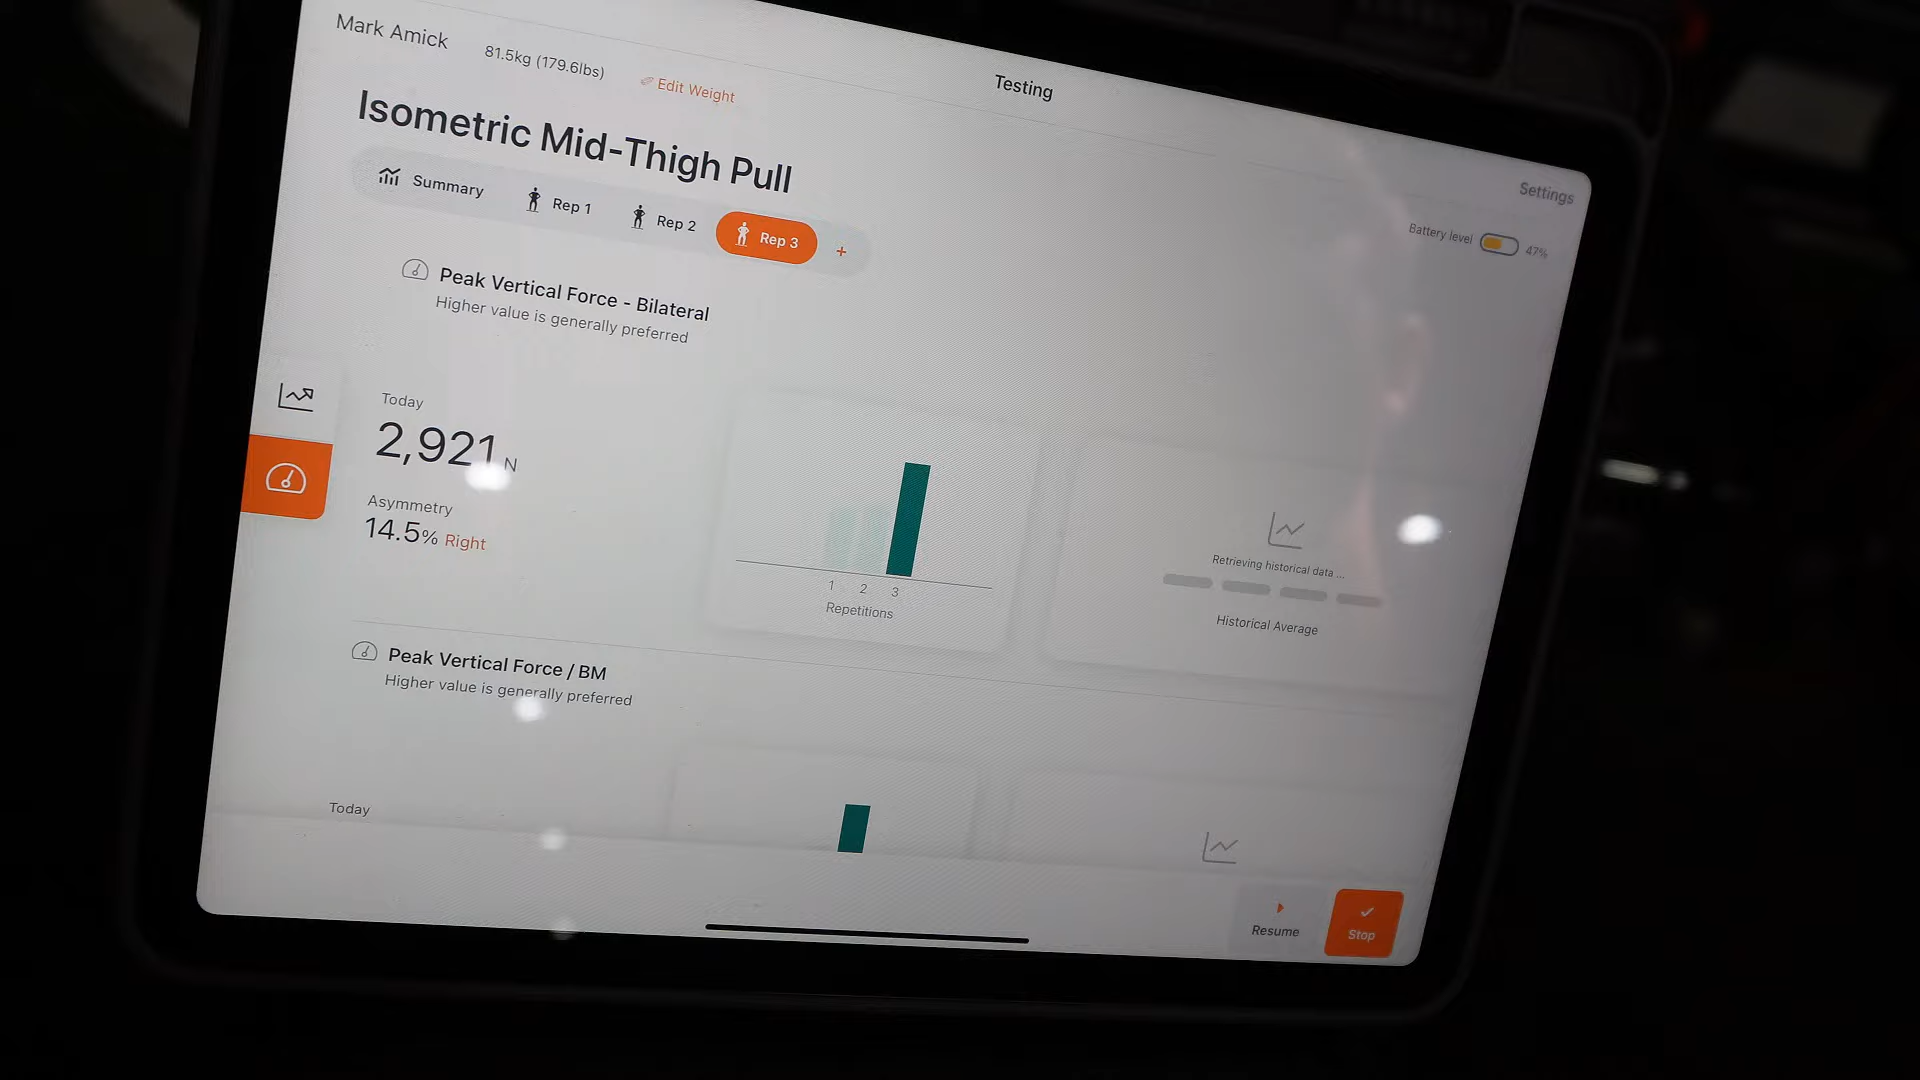 Mark Amick
81.5kg (179.6lbs)
Edit Weight
Testing
Settings
Isometric Mid-Thigh Pull
Battery level 47%
Summary
Rep 1
Rep 2
Rep 3
+
Peak Vertical Force - Bilateral
Higher value is generally preferred
Today
2,921 N
Asymmetry
14.5% Right
1 2 3
Repetitions
Retrieving historical data ...
Historical Average
Peak Vertical Force / BM
Higher value is generally preferred
Today
Resume
Stop